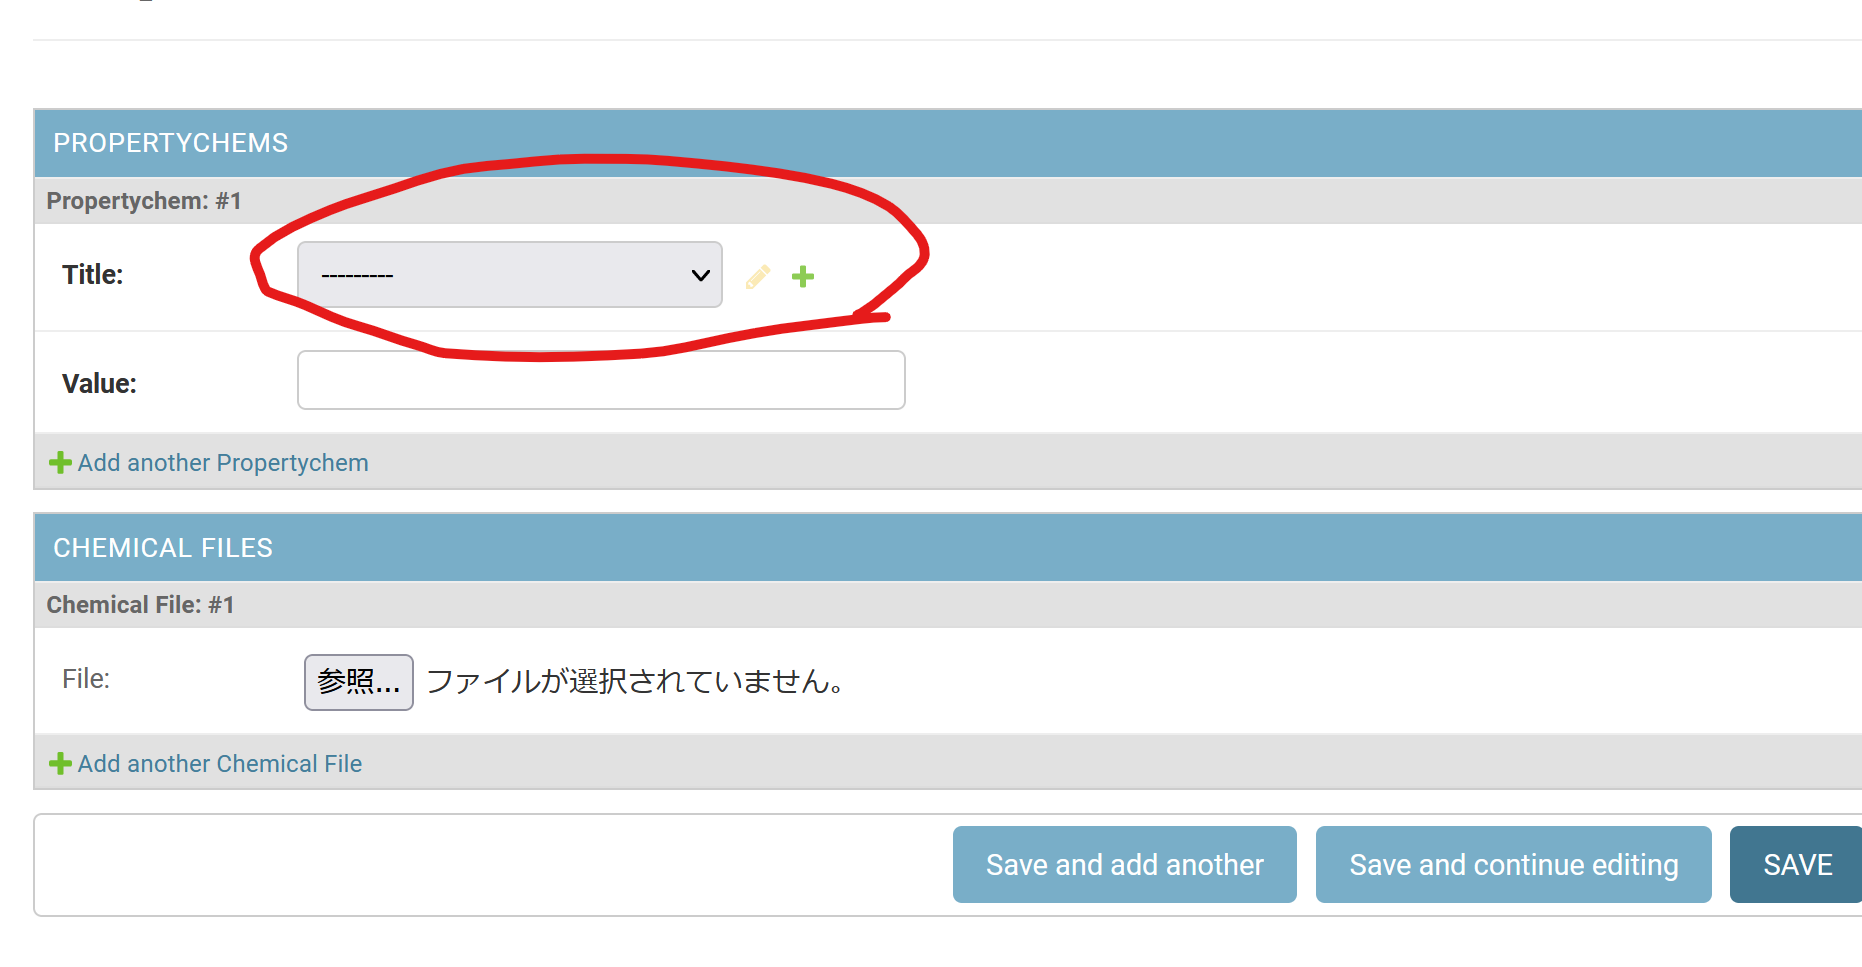 PROPERTYCHEMS
Propertychem: #1
Title:
---------
Value:
Add another Propertychem
CHEMICAL FILES
Chemical File: #1
File:
参照... ファイルが選択されていません。
Add another Chemical File
Save and add another
Save and continue editing
SAVE